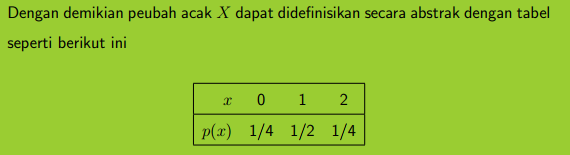 Dengan demikian peubah acak X dapat didefinisikan secara abstrak dengan tabel
seperti berikut ini
x 0 1 2
p(x) 1/4 1/2 1/4